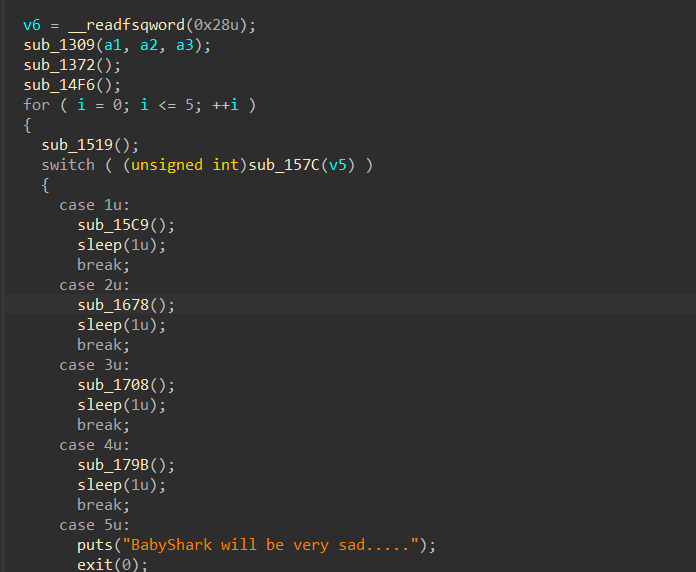 v6 = __readfsqword(0x28u);
sub_1309(a1, a2, a3);
sub_1372();
sub_14F6();
for ( i = 0; i <= 5; ++i )
{
sub_1519();
switch ( (unsigned int)sub_157C(v5) )
{
case 1u:
sub_15C9();
sleep(1u);
break;
case 2u:
sub_1678();
sleep(1u);
break;
case 3u:
sub_1708();
sleep(1u);
break;
case 4u:
sub_179B();
sleep(1u);
break;
case 5u:
puts("BabyShark will be very sad.....");
exit(0);